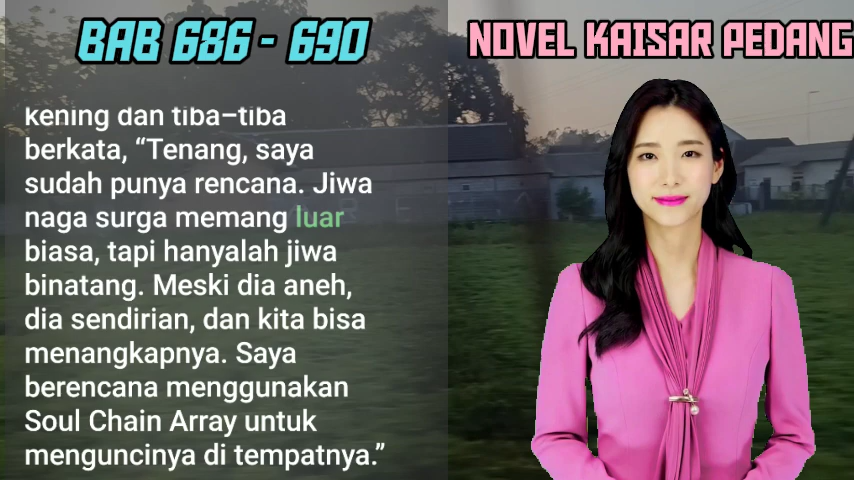 BAB 686 - 690
NOVEL KAISAR PEDANG
kening dan tiba-tiba
berkata, “Tenang, saya
sudah punya rencana. Jiwa
naga surga memang luar
biasa, tapi hanyalah jiwa
binatang. Meski dia aneh,
dia sendirian, dan kita bisa
menangkapnya. Saya
berencana menggunakan
Soul Chain Array untuk
menguncinya di tempatnya.”